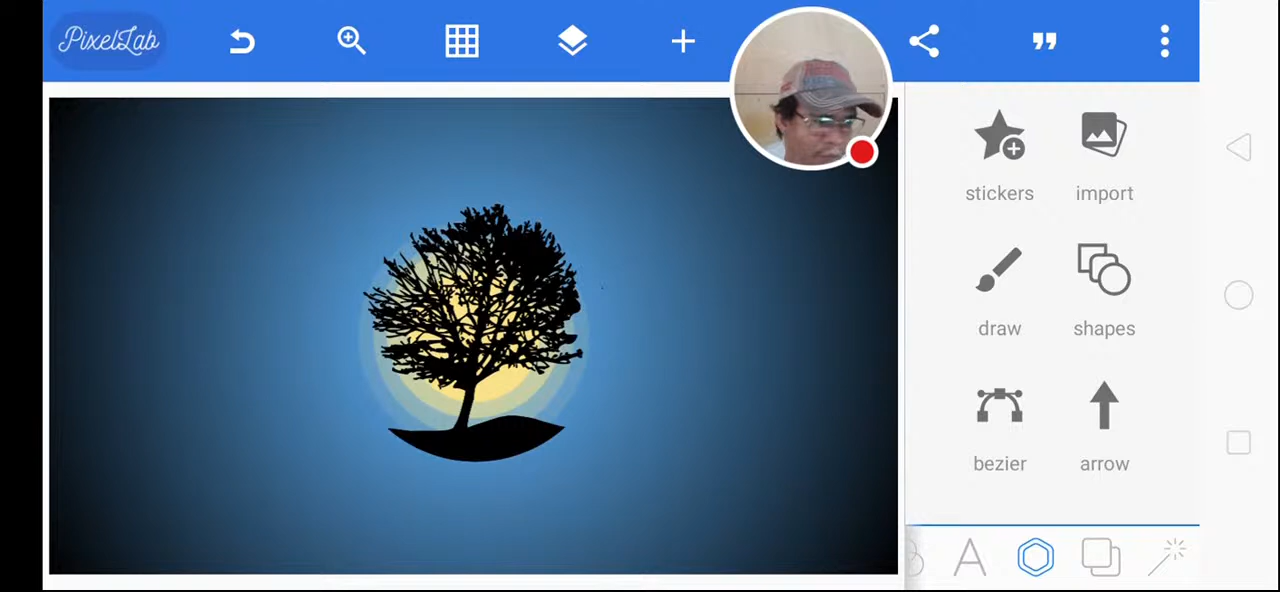 PixelLab
stickers
import
draw
shapes
bezier
arrow